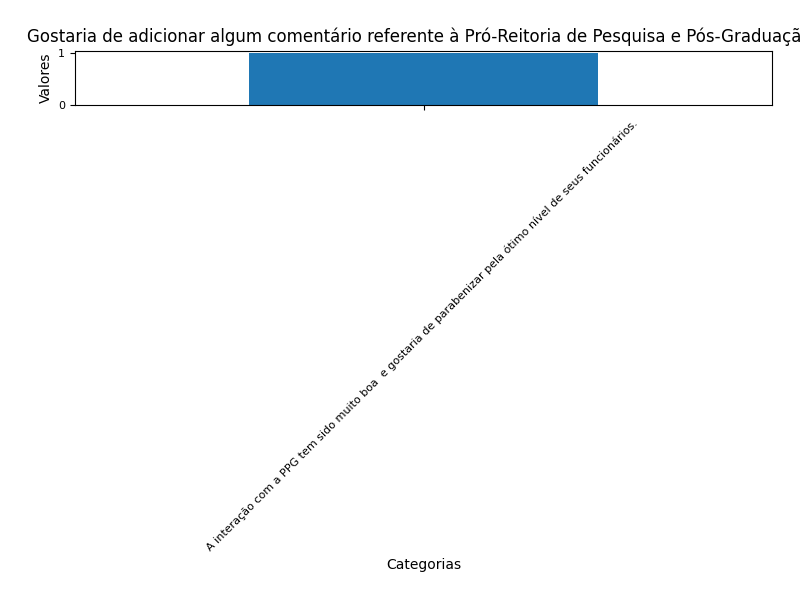 Gostaria de adicionar algum comentário referente à Pró-Reitoria de Pesquisa e Pós-Graduaçã
1
Valores
0
A interação com a PPG tem sido muito boa  e gostaria de parabenizar pela ótimo nível de seus funcionários.
Categorias